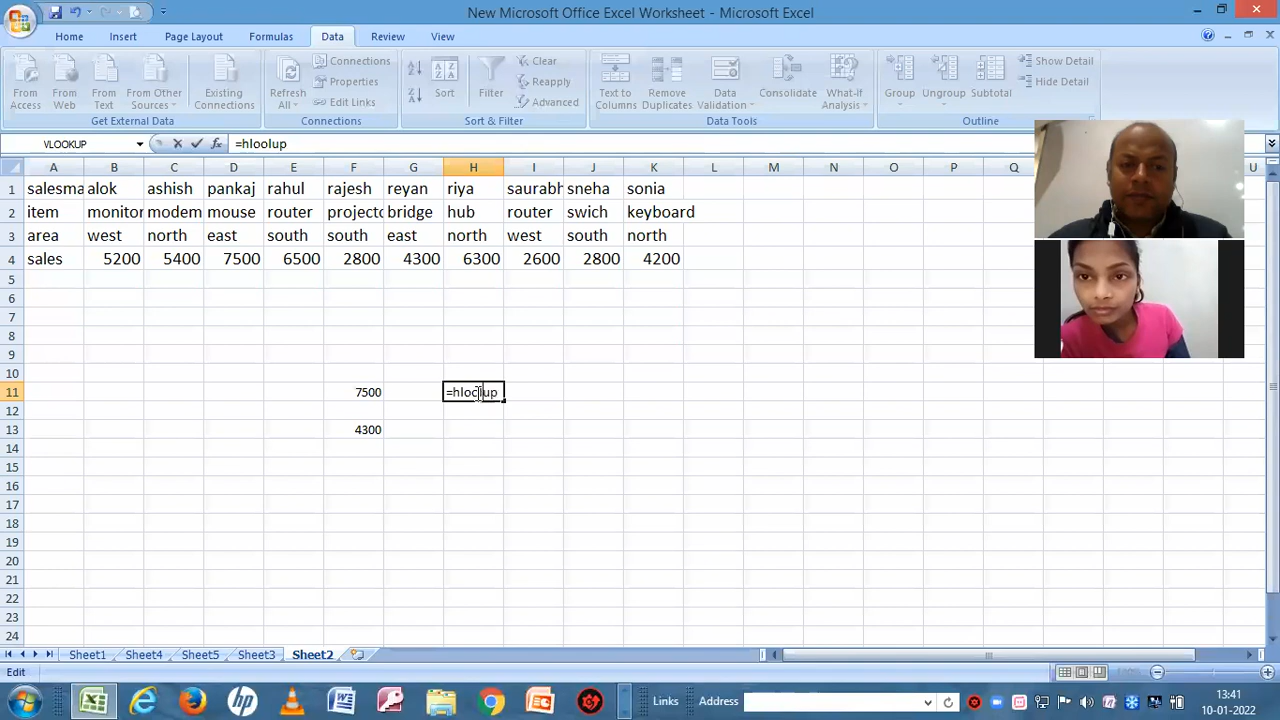 New Microsoft Office Excel Worksheet - Microsoft Excel
Home Insert Page Layout Formulas Data Review View
From Access From Web From Text From Other Sources Existing Connections Refresh All Connections Properties Edit Links Sort Filter Clear Reapply Advanced Text to Columns Remove Duplicates Data Validation Consolidate What-If Analysis Group Ungroup Subtotal Show Detail Hide Detail
Get External Data Connections Sort & Filter Data Tools Outline
VLOOKUP =hlookup
A B C D E F G H I J K L M N O P Q U
1 salesma alok ashish pankaj rahul rajesh reyan riya saurabh sneha sonia
2 item monitor modem mouse router projecto bridge hub router swich keyboard
3 area west north east south south east north west south north
4 sales 5200 5400 7500 6500 2800 4300 6300 2600 2800 4200
5
6
7
8
9
10
11 7500 =hlookup
12
13 4300
14
15
16
17
18
19
20
21
22
23
24
Sheet1 Sheet4 Sheet5 Sheet3 Sheet2
Edit
Links Address 13:41
10-01-2022